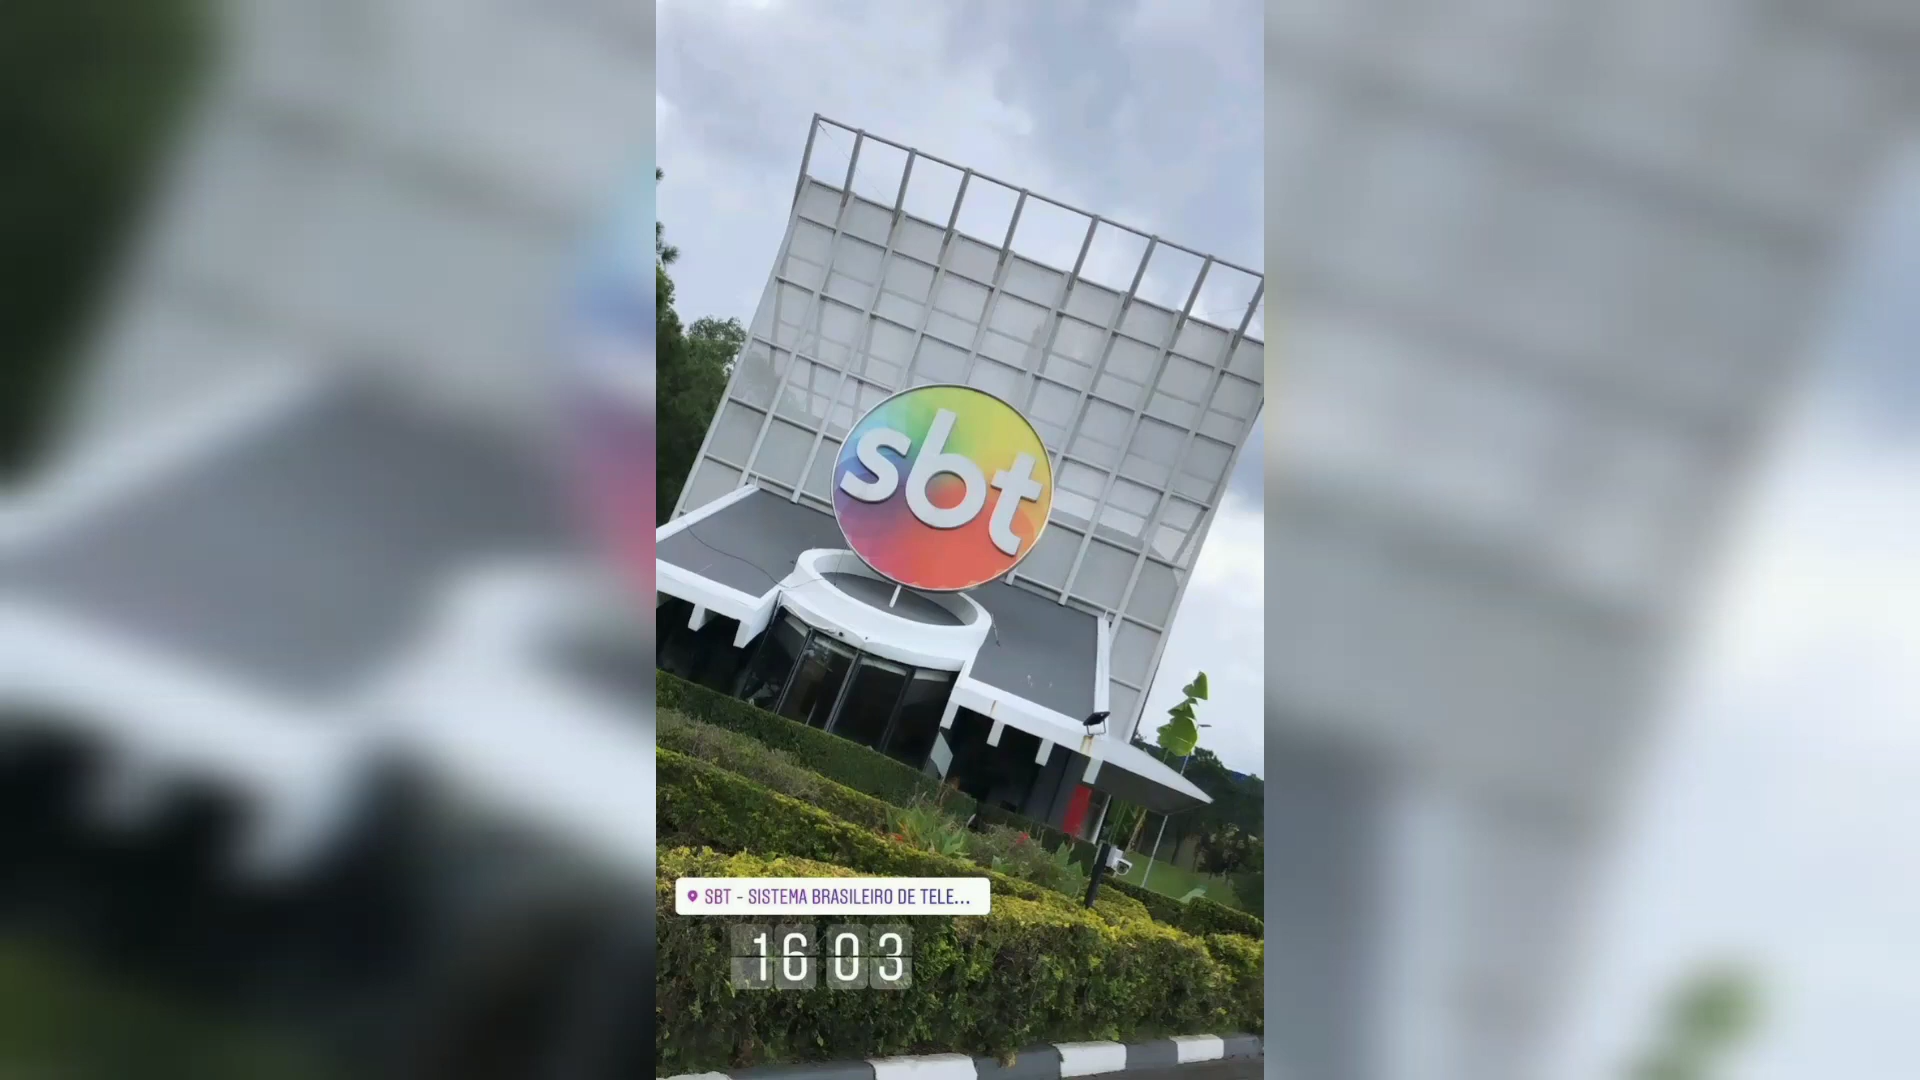 sbt
SBT - SISTEMA BRASILEIRO DE TELE...
16 03